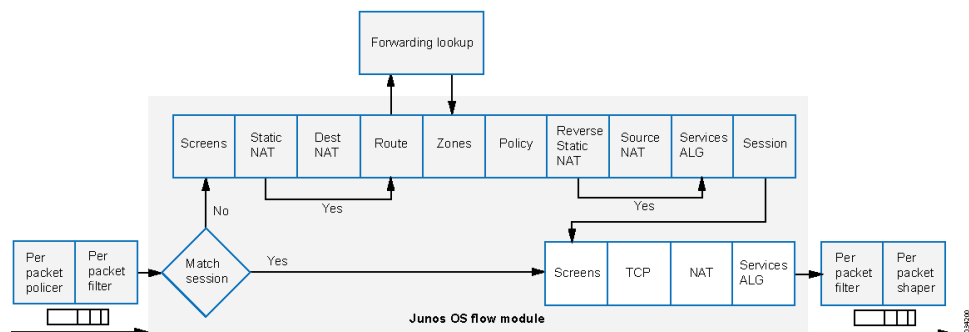 Forwarding lookup
Screens
Static
NAT
Dest
NAT
Route
Zones
Policy
Reverse
Static
NAT
Source
NAT
Services
ALG
Session
Yes
Yes
No
Per
packet
policer
Per
packet
filter
Match
session
Yes
Screens
TCP
NAT
Services
ALG
Per
packet
filter
Per
packet
shaper
Junos OS flow module